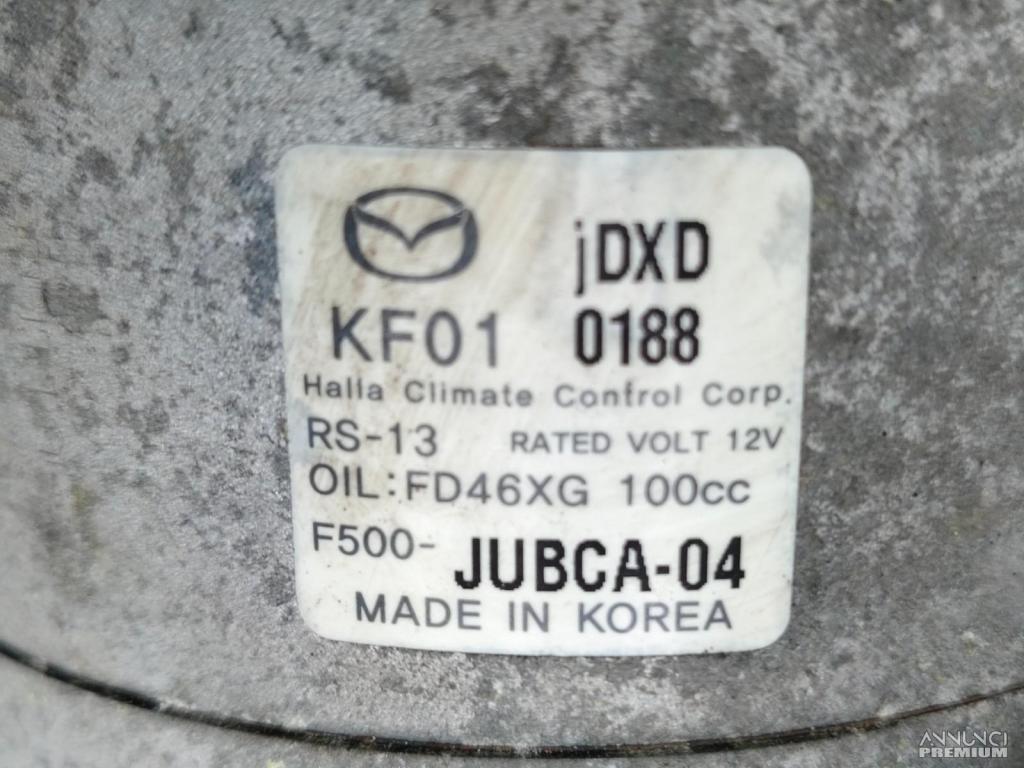 jDXD
KF01 0188
Halla Climate Control Corp.
RS-13 RATED VOLT 12V
OIL:FD46XG 100cc
F500- JUBCA-04
MADE IN KOREA
ANNUNCI
PREMIUM